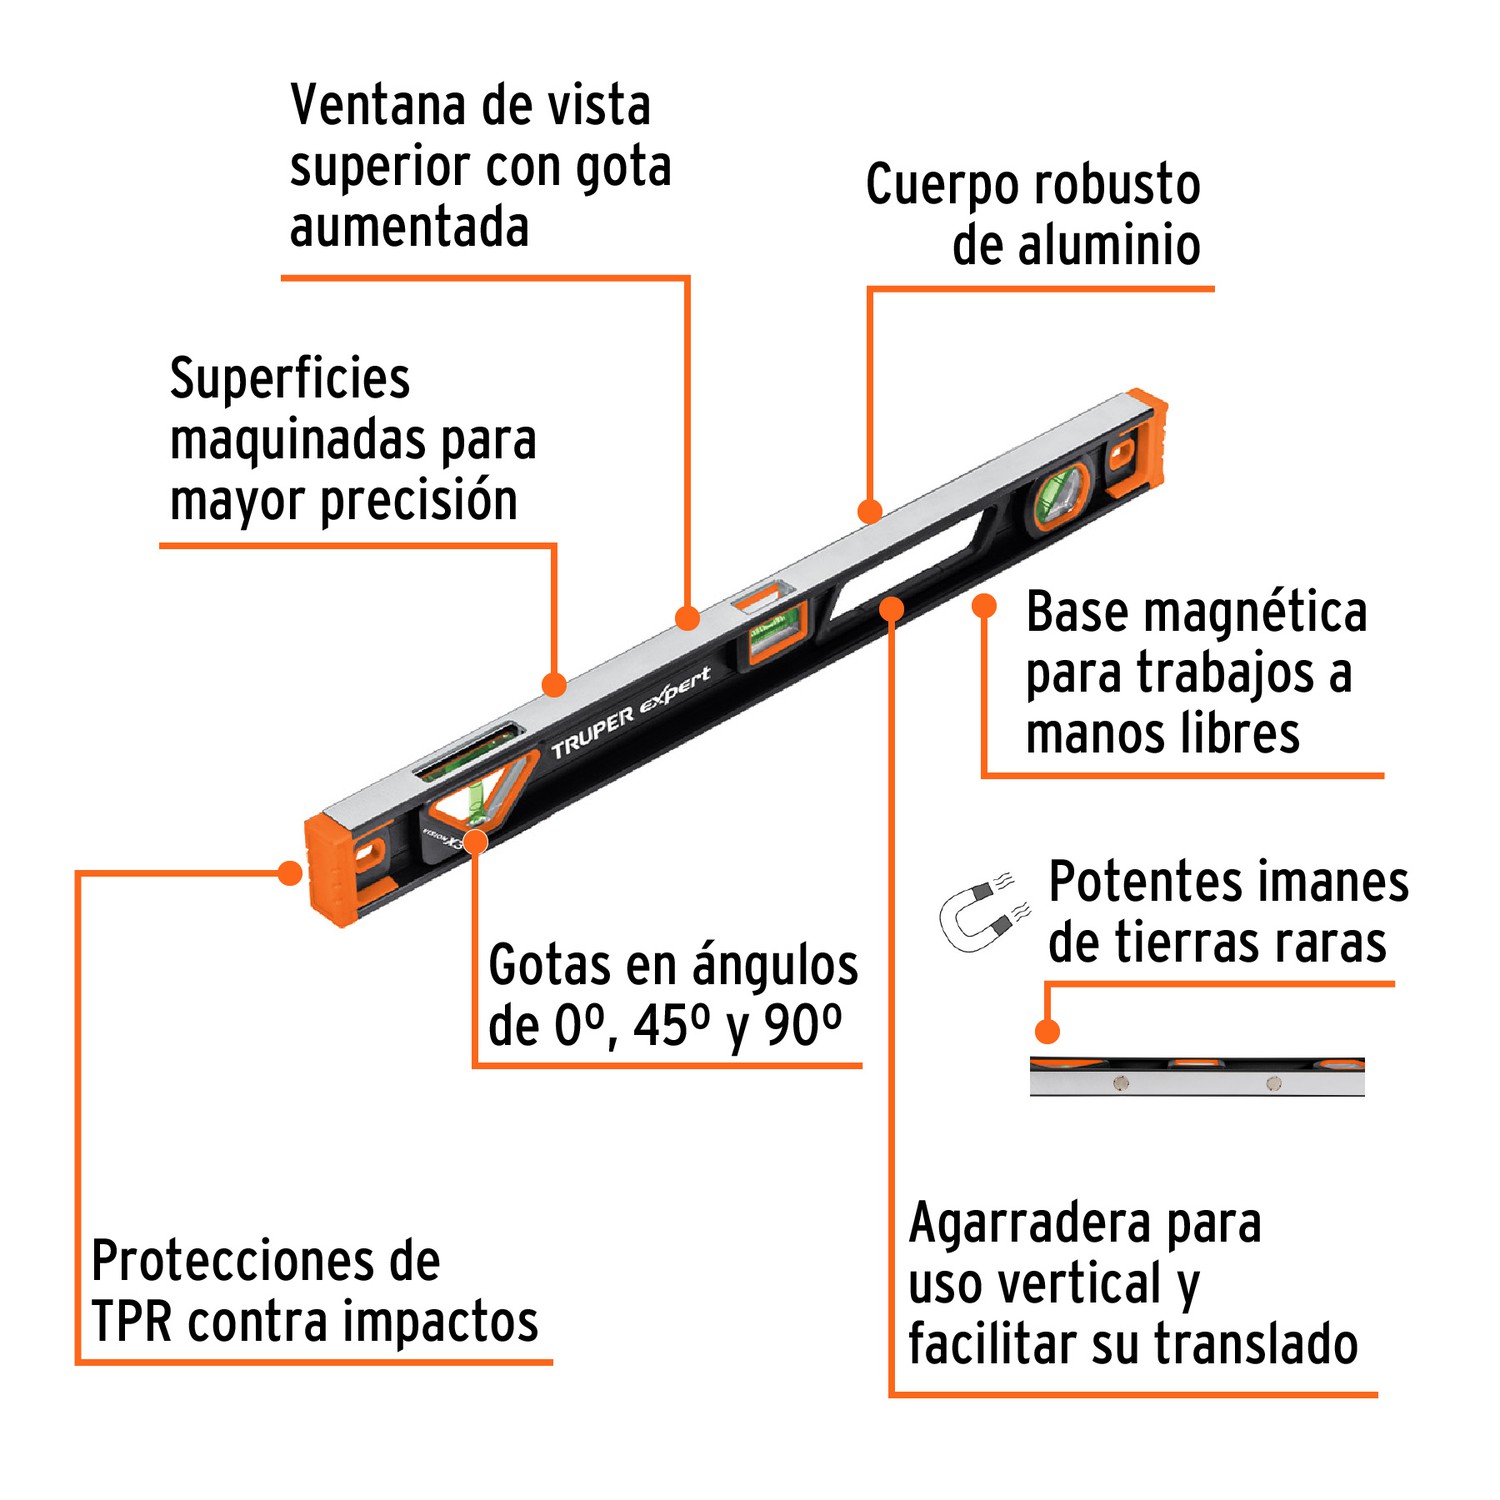 Ventana de vista
superior con gota
aumentada
Cuerpo robusto
de aluminio
Superficies
maquinadas para
mayor precisión
Base magnética
para trabajos a
manos libres
TRUPER expert
VISION X3
Potentes imanes
de tierras raras
Gotas en ángulos
de 0º, 45º y 90º
Agarradera para
uso vertical y
facilitar su translado
Protecciones de
TPR contra impactos